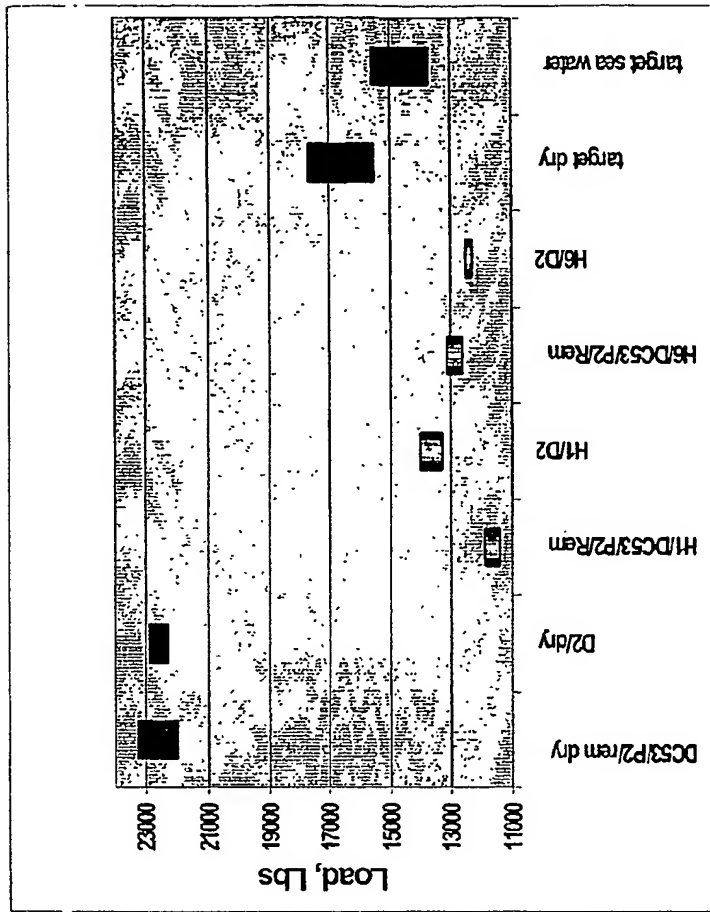 Load, Lbs
23000
21000
19000
17000
15000
13000
11000
DC53/P2/rem dry
D2/dry
H1/DC53/P2/Rem
H1/D2
H6/DC53/P2/Rem
H6/D2
target dry
target sea water